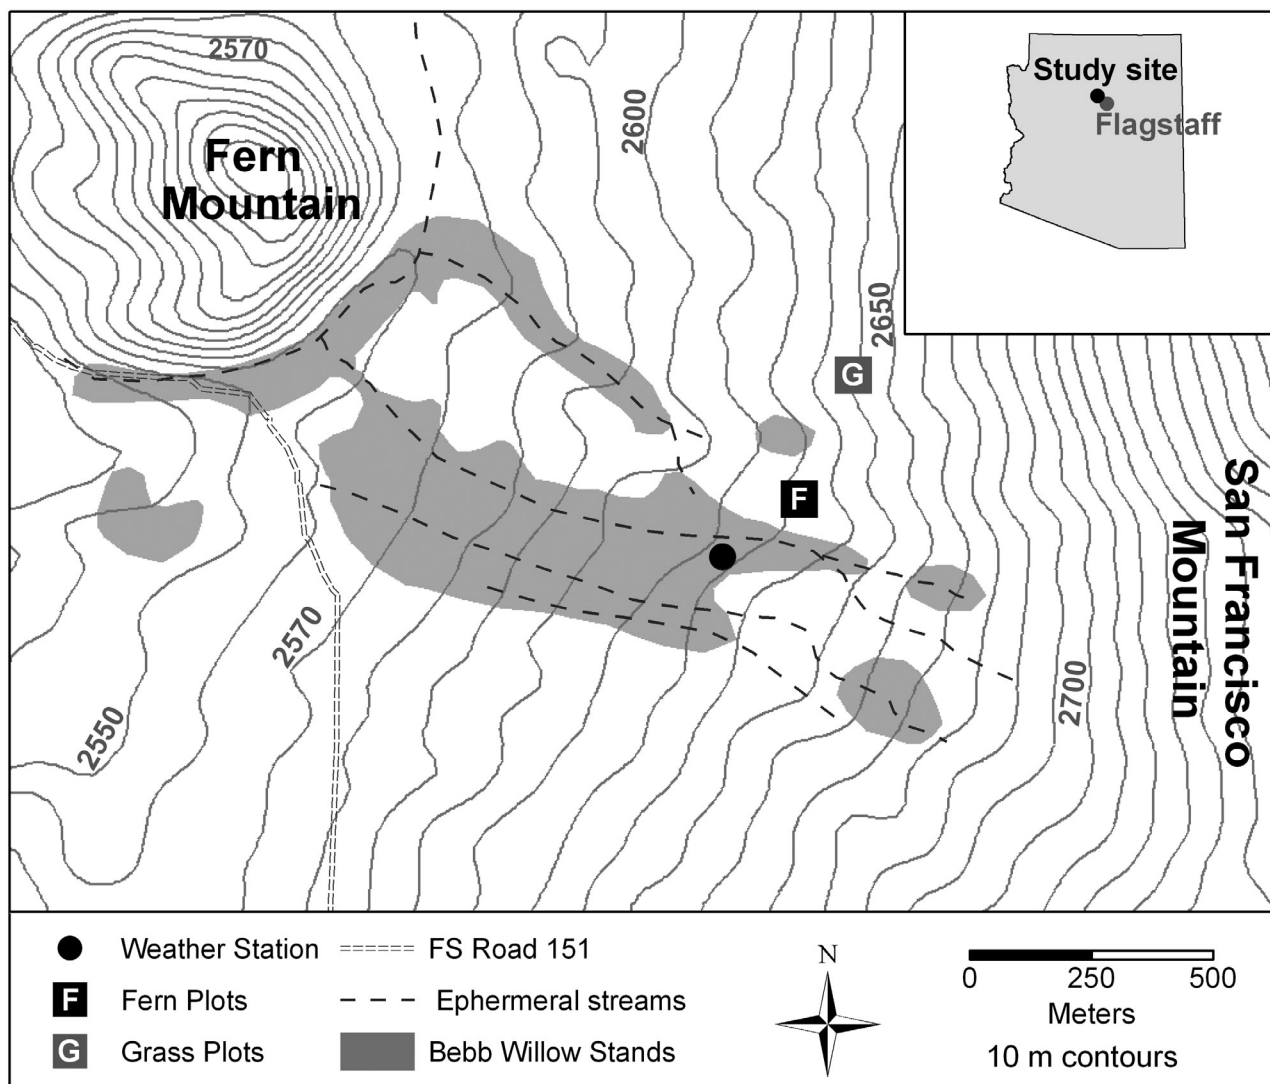 2570
Fern
Mountain
2600
2650
Study site
Flagstaff
G
F
San Francisco
Mountain
2570
2550
2700
Weather Station
FS Road 151
F
Fern Plots
Ephermeral streams
G
Grass Plots
Bebb Willow Stands
N
0
250
500
Meters
10 m contours